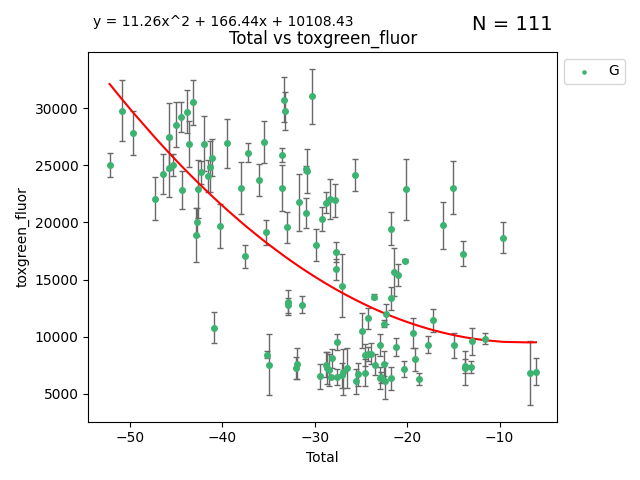 y = 11.26x^2 + 166.44x + 10108.43
N = 111
Total vs toxgreen_fluor
G
30000
25000
20000
15000
10000
5000
toxgreen_fluor
−50
−40
−30
−20
−10
Total